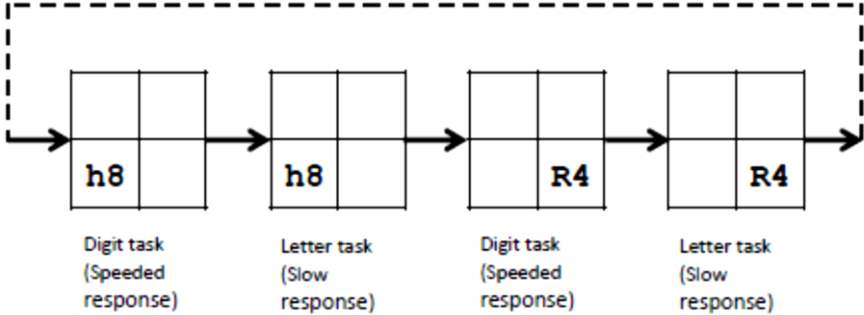 h8
h8
R4
R4
Digit task
(Speeded
response)
Letter task
(Slow
response)
Digit task
(Speeded
response)
Letter task
(Slow
response)